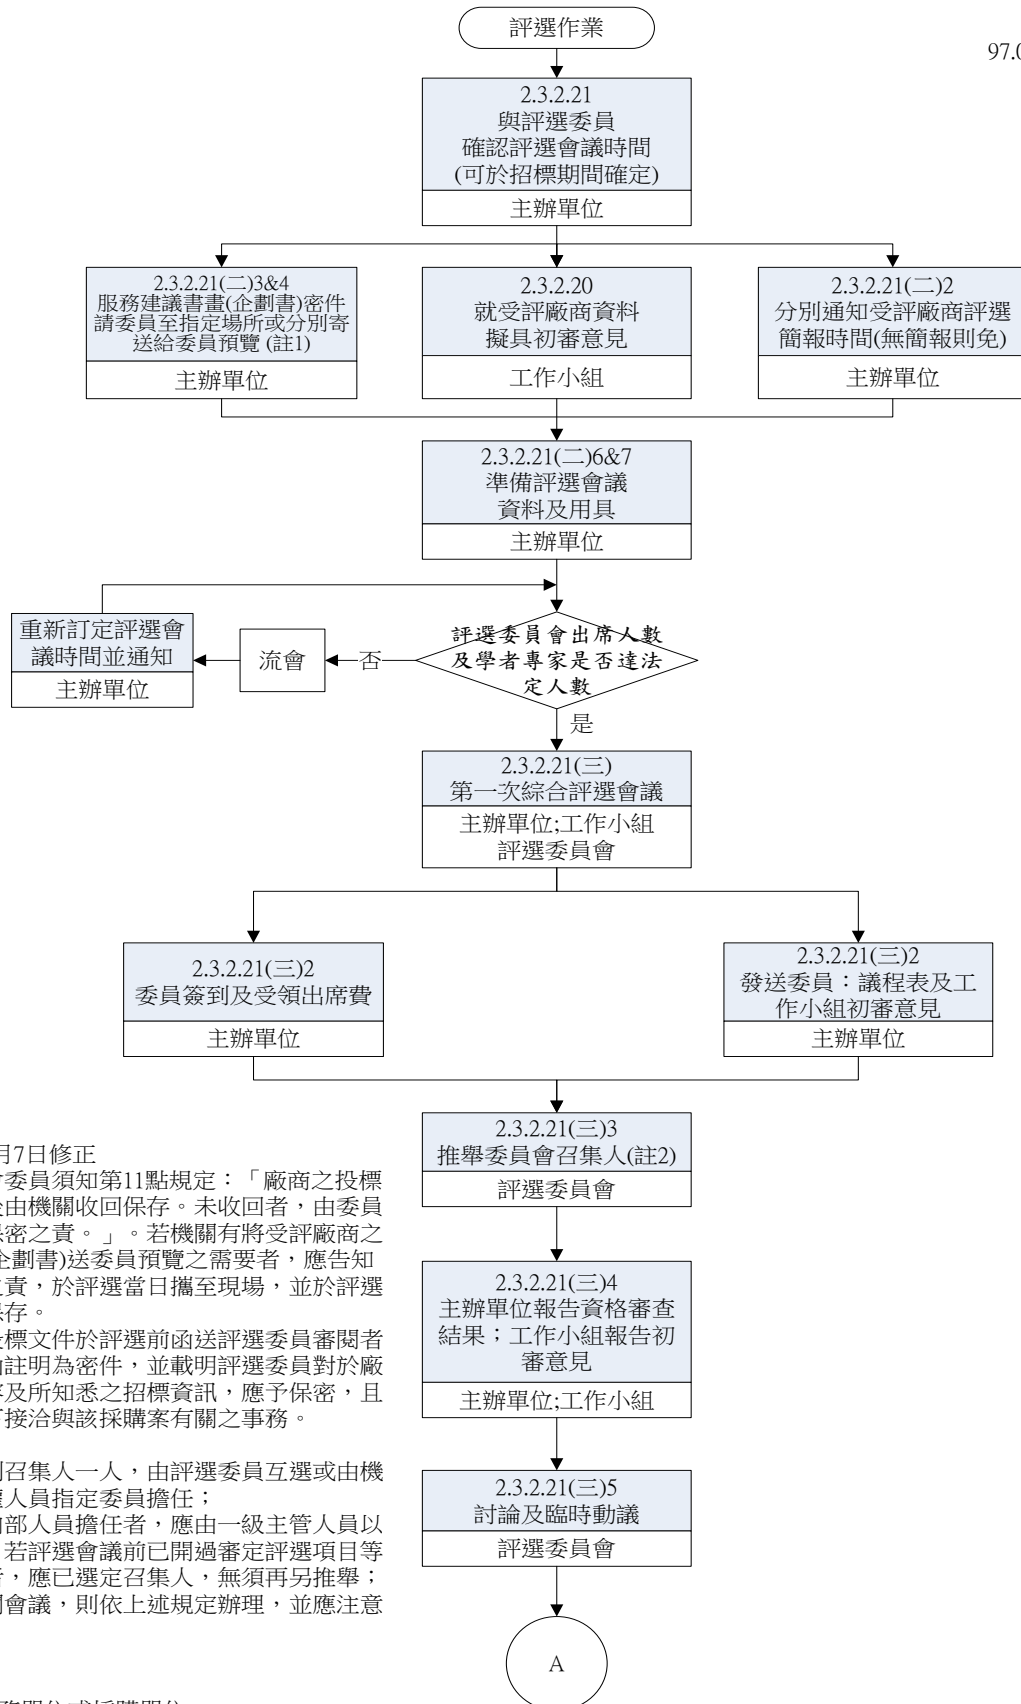 評選作業
97.0
2.3.2.21
與評選委員
確認評選會議時間
(可於招標期間確定)
主辦單位
2.3.2.21(二)3&4
服務建議書畫(企劃書)密件
請委員至指定場所或分別寄
送給委員預覽 (註1)
主辦單位
2.3.2.20
就受評廠商資料
擬具初審意見
工作小組
2.3.2.21(二)2
分別通知受評廠商評選
簡報時間(無簡報則免)
主辦單位
2.3.2.21(二)6&7
準備評選會議
資料及用具
主辦單位
評選委員會出席人數
及學者專家是否達法
定人數
否
流會
重新訂定評選會
議時間並通知
主辦單位
是
2.3.2.21(三)
第一次綜合評選會議
主辦單位;工作小組
評選委員會
2.3.2.21(三)2
委員簽到及受領出席費
主辦單位
2.3.2.21(三)2
發送委員：議程表及工
作小組初審意見
主辦單位
2.3.2.21(三)3
推舉委員會召集人(註2)
評選委員會
2.3.2.21(三)4
主辦單位報告資格審查
結果；工作小組報告初
審意見
主辦單位;工作小組
2.3.2.21(三)5
討論及臨時動議
評選委員會
A
月7日修正
委員須知第11點規定：「廠商之投標
由機關收回保存。未收回者，由委員
保密之責。」。若機關有將受評廠商之
企劃書)送委員預覽之需要者，應告知
之責，於評選當日攜至現場，並於評選
保存。
投標文件於評選前函送評選委員審閱者
註明為密件，並載明評選委員對於廠
及所知悉之招標資訊，應予保密，且
接洽與該採購案有關之事務。
召集人一人，由評選委員互選或由機
人員指定委員擔任；
內部人員擔任者，應由一級主管人員以
若評選會議前已開過審定評選項目等
，應已選定召集人，無須再另推舉；
會議，則依上述規定辦理，並應注意